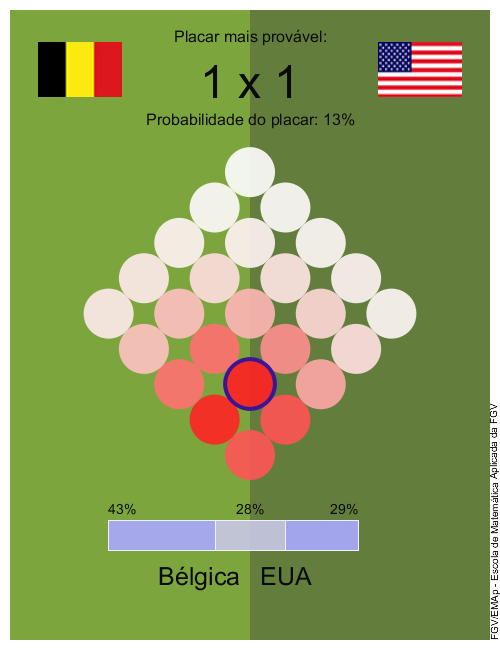 Placar mais provável:
1 x 1
Probabilidade do placar: 13%
43% 28% 29%
Bélgica EUA
FGV/EMAp - Escola de Matemática Aplicada da FGV